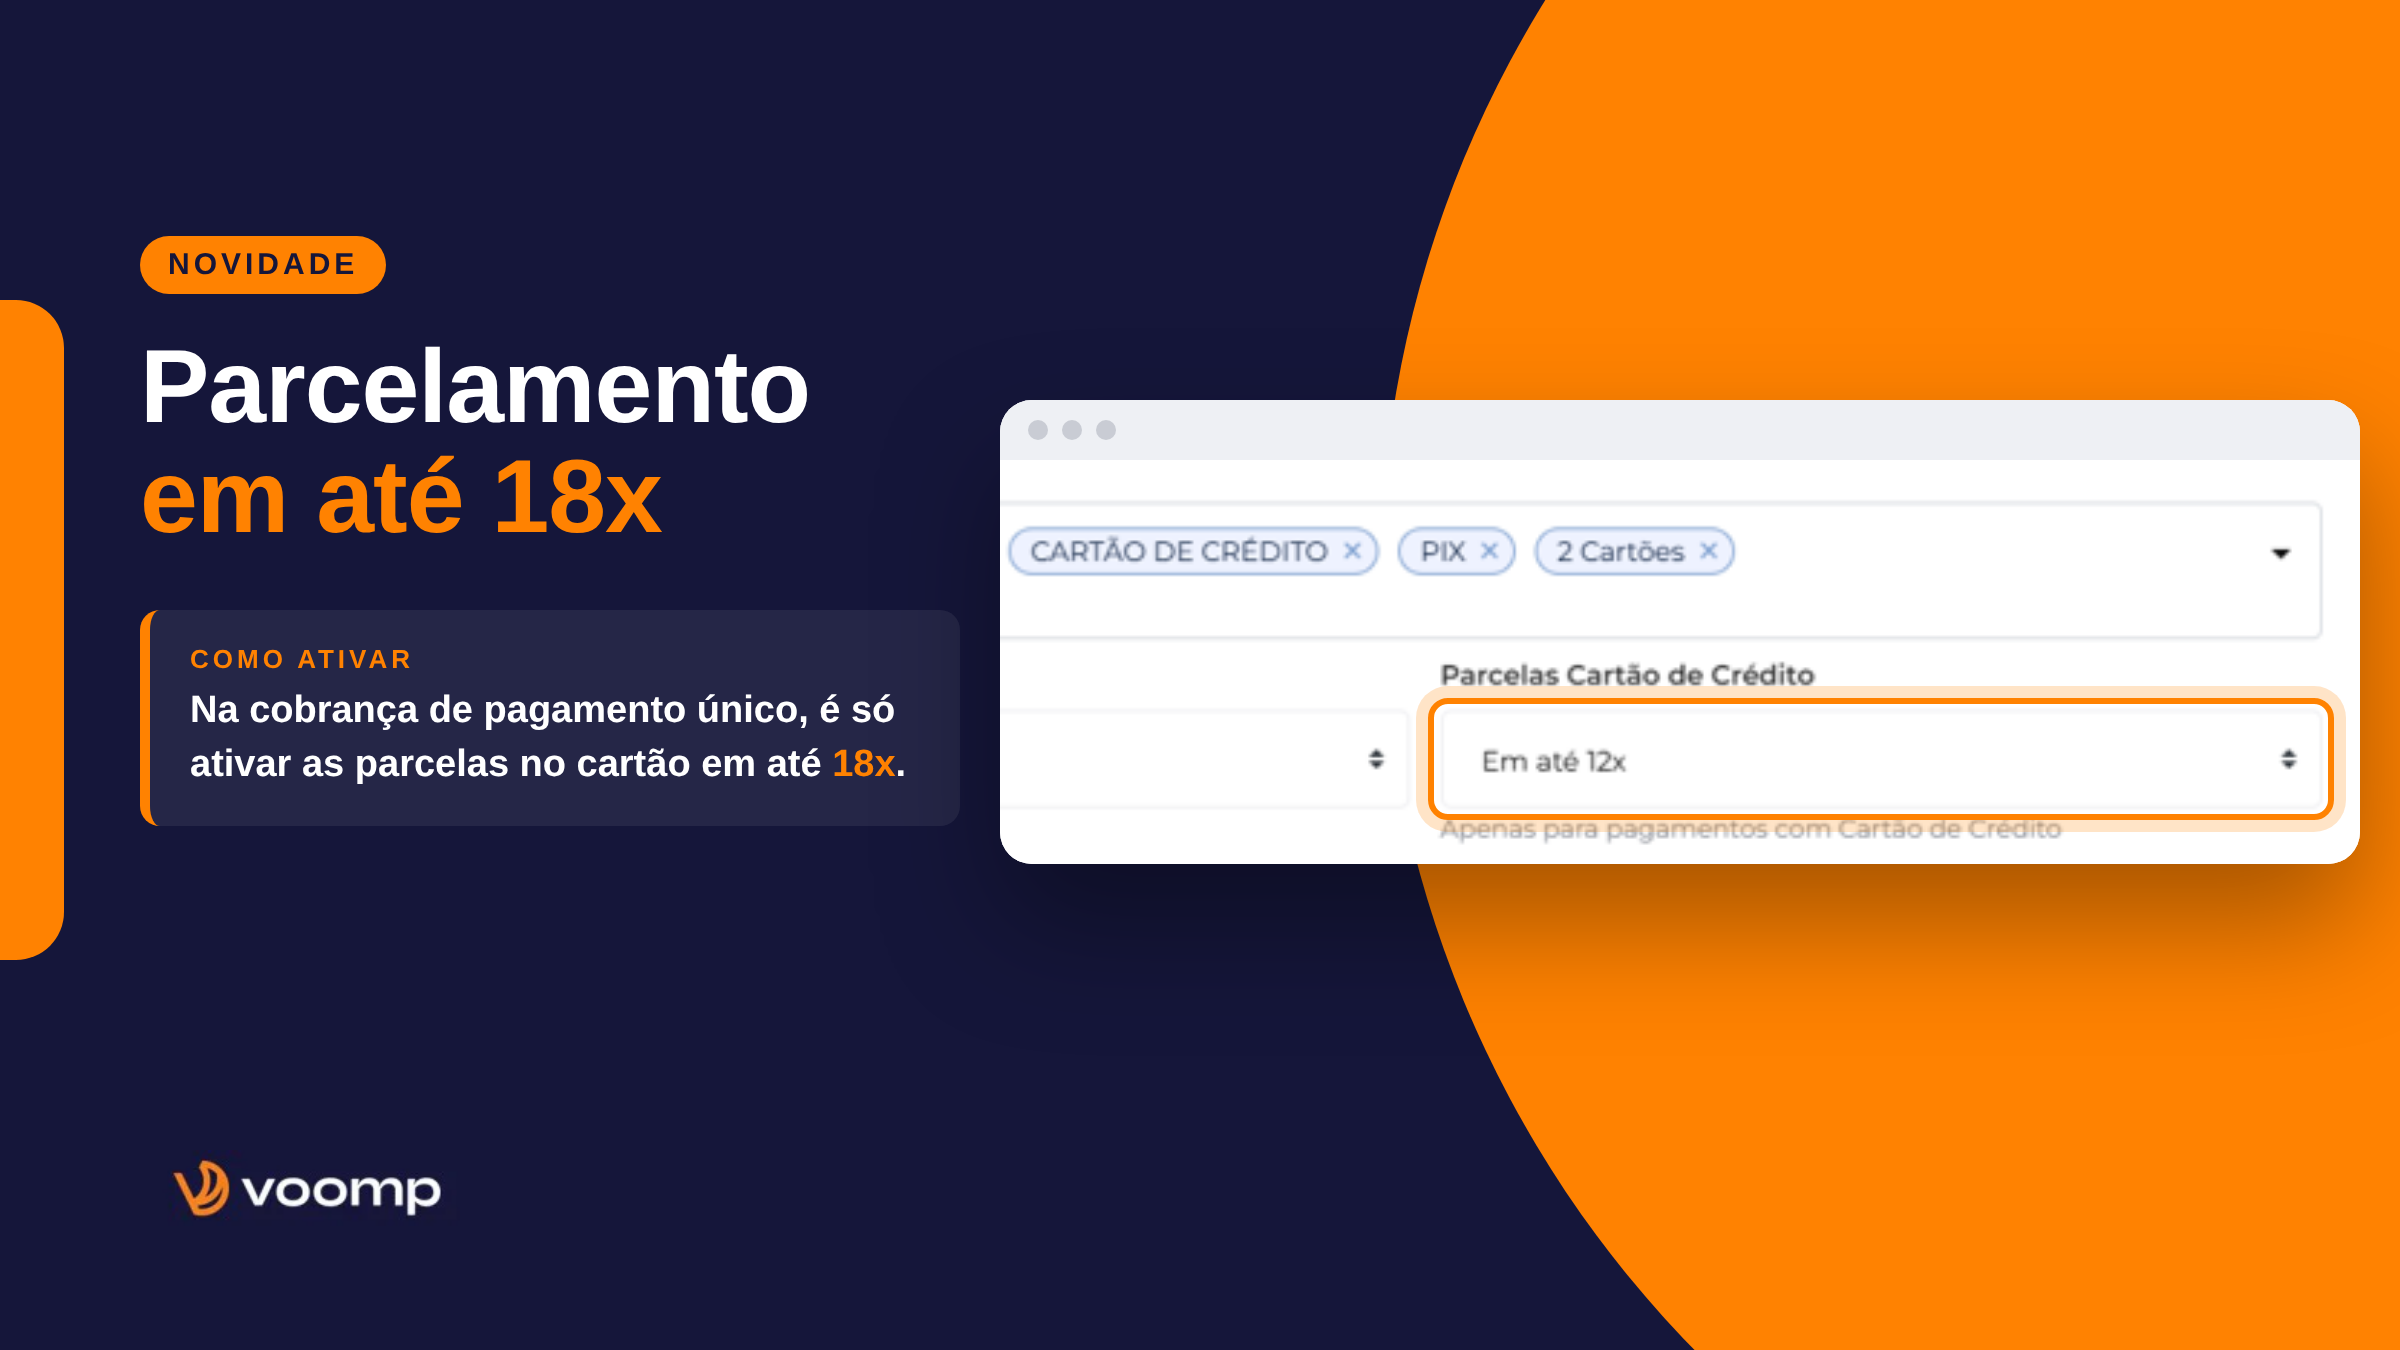 NOVIDADE
Parcelamento
em até 18x
COMO ATIVAR
Na cobrança de pagamento único, é só
ativar as parcelas no cartão em até 18x.
CARTÃO DE CRÉDITO × PIX × 2 Cartões ×
Parcelas Cartão de Crédito
Em até 12x
Apenas para pagamentos com Cartão de Crédito
voomp